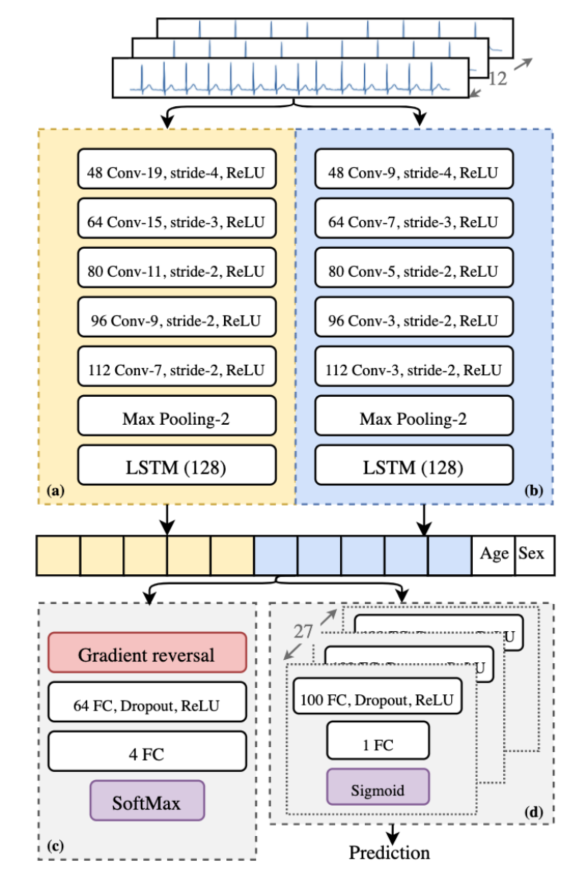 12
48 Conv-19, stride-4, ReLU
64 Conv-15, stride-3, ReLU
80 Conv-11, stride-2, ReLU
96 Conv-9, stride-2, ReLU
112 Conv-7, stride-2, ReLU
Max Pooling-2
LSTM (128)
(a)
48 Conv-9, stride-4, ReLU
64 Conv-7, stride-3, ReLU
80 Conv-5, stride-2, ReLU
96 Conv-3, stride-2, ReLU
112 Conv-3, stride-2, ReLU
Max Pooling-2
LSTM (128)
(b)
Age Sex
Gradient reversal
64 FC, Dropout, ReLU
4 FC
SoftMax
(c)
27
100 FC, Dropout, ReLU
1 FC
Sigmoid
(d)
Prediction